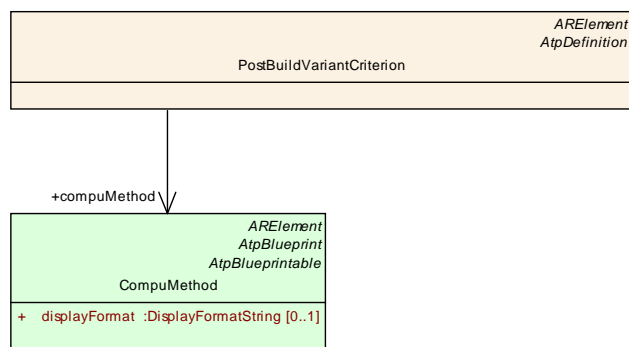 ARElement
AtpDefinition
PostBuildVariantCriterion
+compuMethod
ARElement
AtpBlueprint
AtpBlueprintable
CompuMethod
+ displayFormat :DisplayFormatString [0..1]